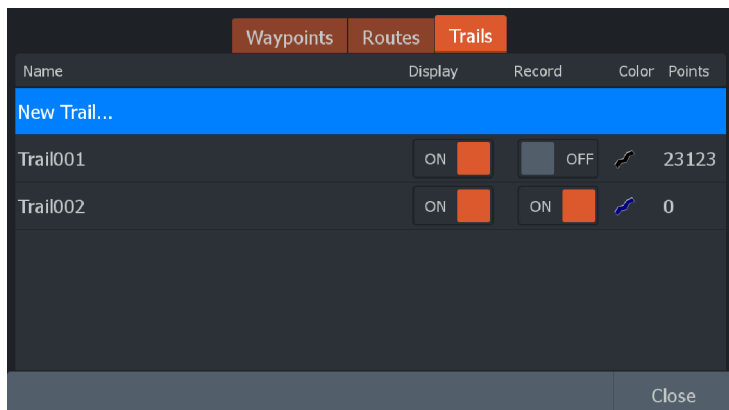 Waypoints Routes Trails
Name Display Record Color Points
New Trail...
Trail001 ON OFF 23123
Trail002 ON ON 0
Close